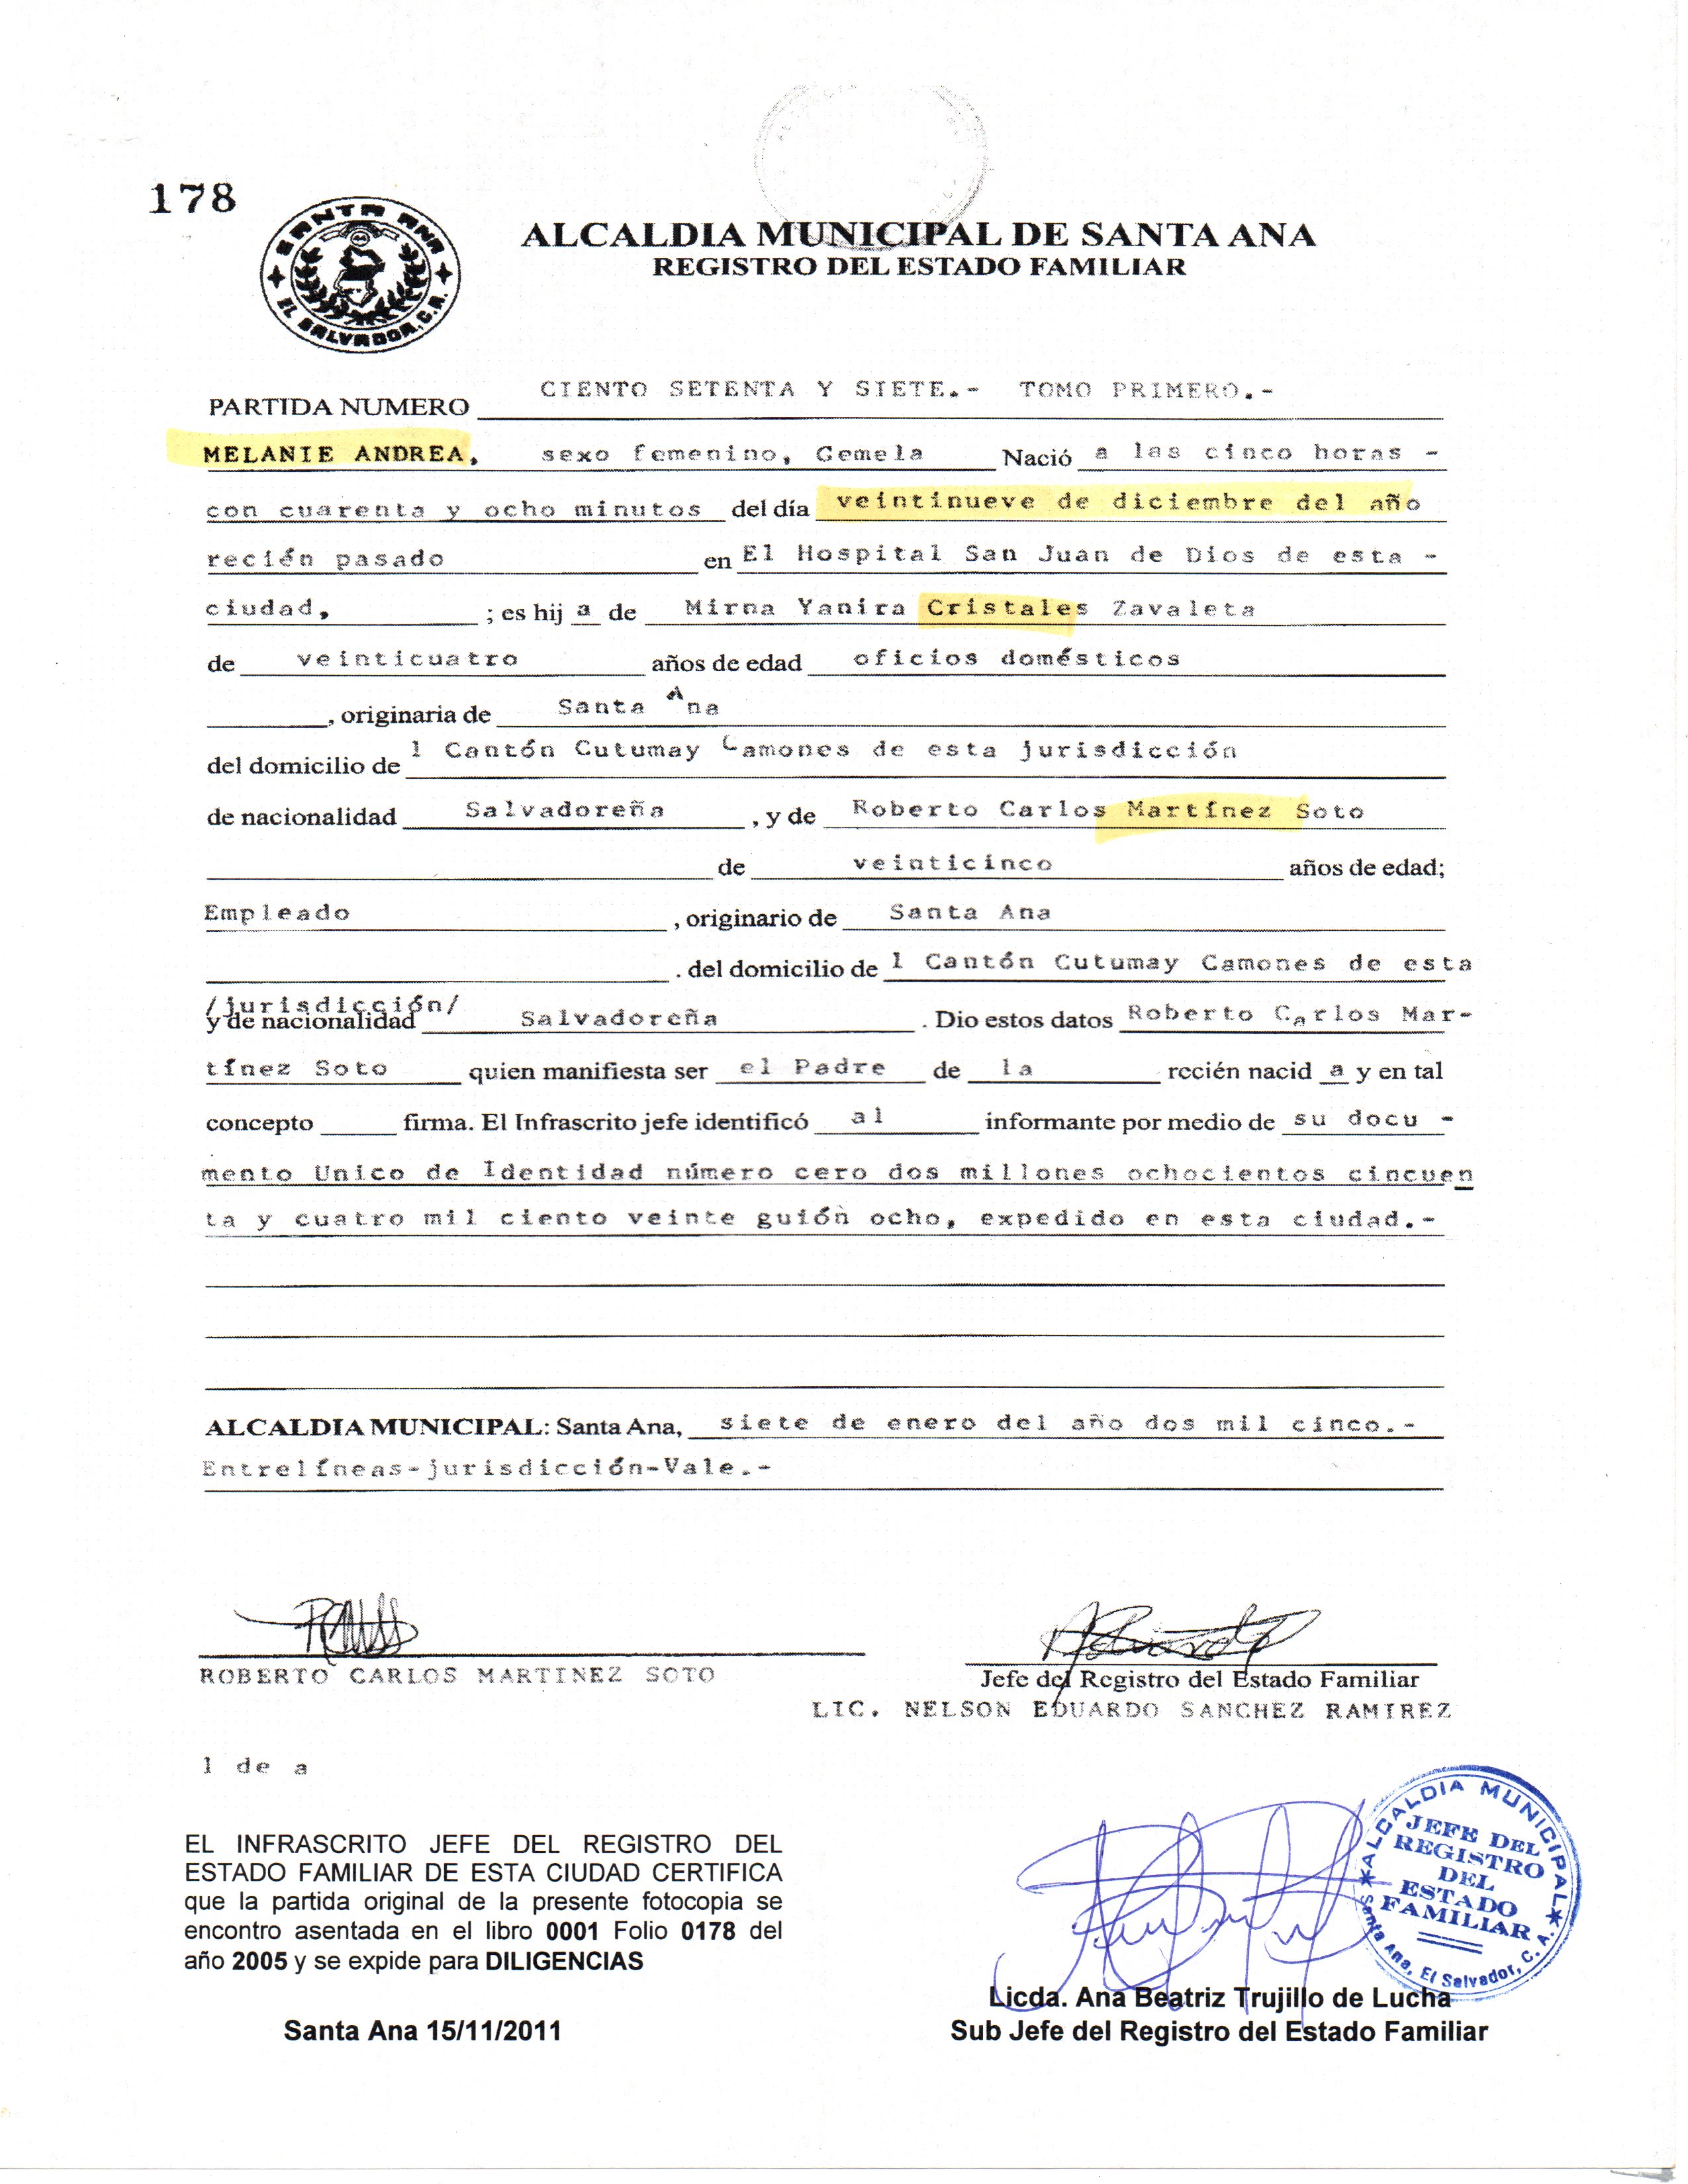 178
SANTA ANA
EL SALVADOR, C.A.
ALCALDIA MUNICIPAL DE SANTA ANA
REGISTRO DEL ESTADO FAMILIAR
PARTIDA NUMERO CIENTO SETENTA Y SIETE.- TOMO PRIMERO.-
MELANIE ANDREA, sexo femenino, Gemela Nació a las cinco horas -
con cuarenta y ocho minutos del día veintinueve de diciembre del año
recién pasado en El Hospital San Juan de Dios de esta -
ciudad, ; es hij a de Mirna Yanira Cristales Zavaleta
de veinticuatro años de edad oficios domésticos
, originaria de Santa Ana
del domicilio de l Cantón Cutumay Camones de esta jurisdicción
de nacionalidad Salvadoreña , y de Roberto Carlos Martínez Soto
de veinticinco años de edad;
Empleado , originario de Santa Ana
. del domicilio de l Cantón Cutumay Camones de esta
/jurisdicción/
y de nacionalidad Salvadoreña . Dio estos datos Roberto Carlos Mar-
tínez Soto quien manifiesta ser el Padre de la recién nacid a y en tal
concepto firma. El Infrascrito jefe identificó al informante por medio de su docu -
mento Unico de Identidad número cero dos millones ochocientos cincuen
ta y cuatro mil ciento veinte guión ocho, expedido en esta ciudad.-
ALCALDIA MUNICIPAL: Santa Ana, siete de enero del año dos mil cinco.-
Entrelíneas-jurisdicción-Vale.-
ROBERTO CARLOS MARTINEZ SOTO
Jefe del Registro del Estado Familiar
LIC. NELSON EDUARDO SANCHEZ RAMIREZ
l de a
EL INFRASCRITO JEFE DEL REGISTRO DEL
ESTADO FAMILIAR DE ESTA CIUDAD CERTIFICA
que la partida original de la presente fotocopia se
encontro asentada en el libro 0001 Folio 0178 del
año 2005 y se expide para DILIGENCIAS
Santa Ana 15/11/2011
ALCALDIA MUNICIPAL
JEFE DEL
REGISTRO
DEL
ESTADO
FAMILIAR
Santa Ana, El Salvador, C. A.
Licda. Ana Beatriz Trujillo de Lucha
Sub Jefe del Registro del Estado Familiar